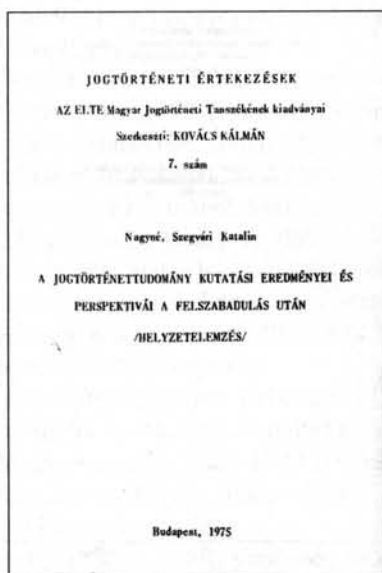 JOGTÖRTÉNETI ÉRTEKEZÉSEK
AZ ELTE Magyar Jogtörténeti Tanszékének kiadványai
Szerkeszti: KOVÁCS KÁLMÁN
7. szám
Nagyné, Szegvári Katalin
A JOGTÖRTÉNETTUDOMÁNY KUTATÁSI EREDMÉNYEI ÉS
PERSPEKTIVÁI A FELSZABADULÁS UTÁN
/HELYZETELEMZÉS/
Budapest, 1975